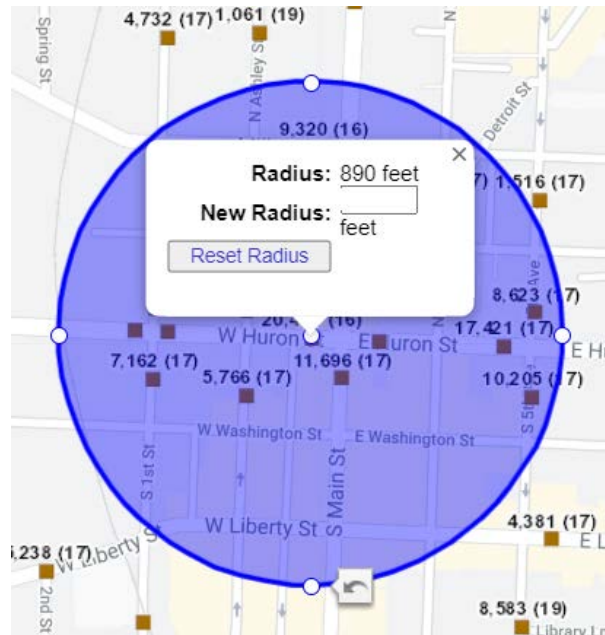 4,732 (17)
1,061 (19)
Spring St.
N Ashley St
N
Detroit St
9,320 (16)
Radius: 890 feet
New Radius:
feet
Reset Radius
×
7)
1,516 (17)
Ave
8,623 (17)
(16)
17,421 (17)
W Huron
E Huron St
7,162 (17)
11,696 (17)
5,766 (17)
10,205 (17)
W Washington St
E Washington St
S 1st St
S Main St
W Liberty St
4,381 (17)
,238 (17)
W Liberty St
2nd St
8,583 (19)